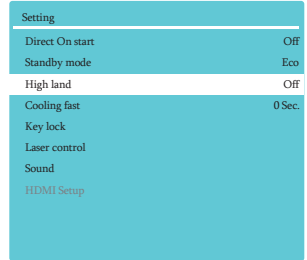 Setting
Direct On start Off
Standby mode Eco
High land Off
Cooling fast 0 Sec.
Key lock
Laser control
Sound
HDMI Setup